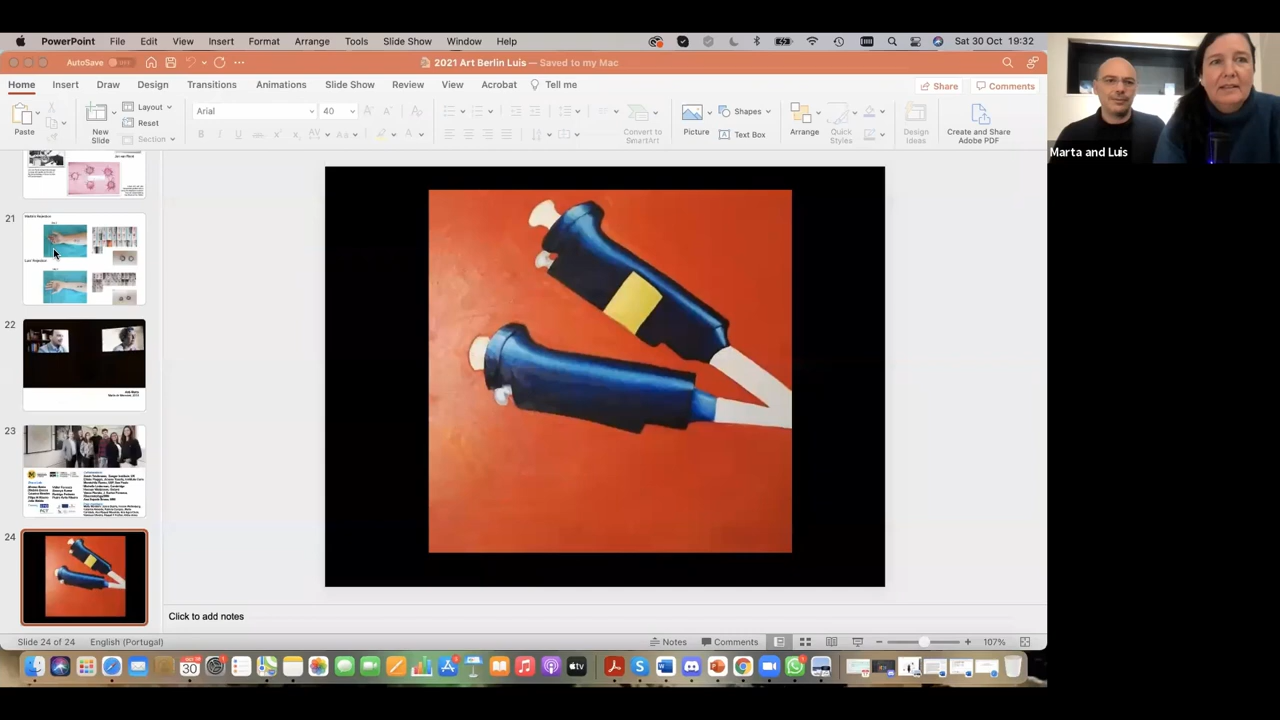 PowerPoint File Edit View Insert Format Arrange Tools Slide Show Window Help Sat 30 Oct 19:32
AutoSave OFF 2021 Art Berlin Luis — Saved to my Mac
Home Insert Draw Design Transitions Animations Slide Show Review View Acrobat Tell me Share Comments
Paste
New
Slide
Layout
Reset
Section
Arial 40
Convert to
SmartArt
Picture
Shapes
Text Box
Arrange
Quick
Styles
Design
Ideas
Create and Share
Adobe PDF
Marta and Luis
21
22
23
24
Click to add notes
Slide 24 of 24 English (Portugal) Notes Comments 107%